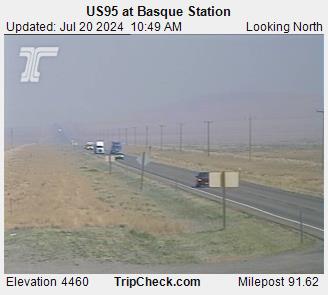 US95 at Basque Station
Updated: Jul 20 2024 10:49 AM Looking North
Elevation 4460 TripCheck.com Milepost 91.62